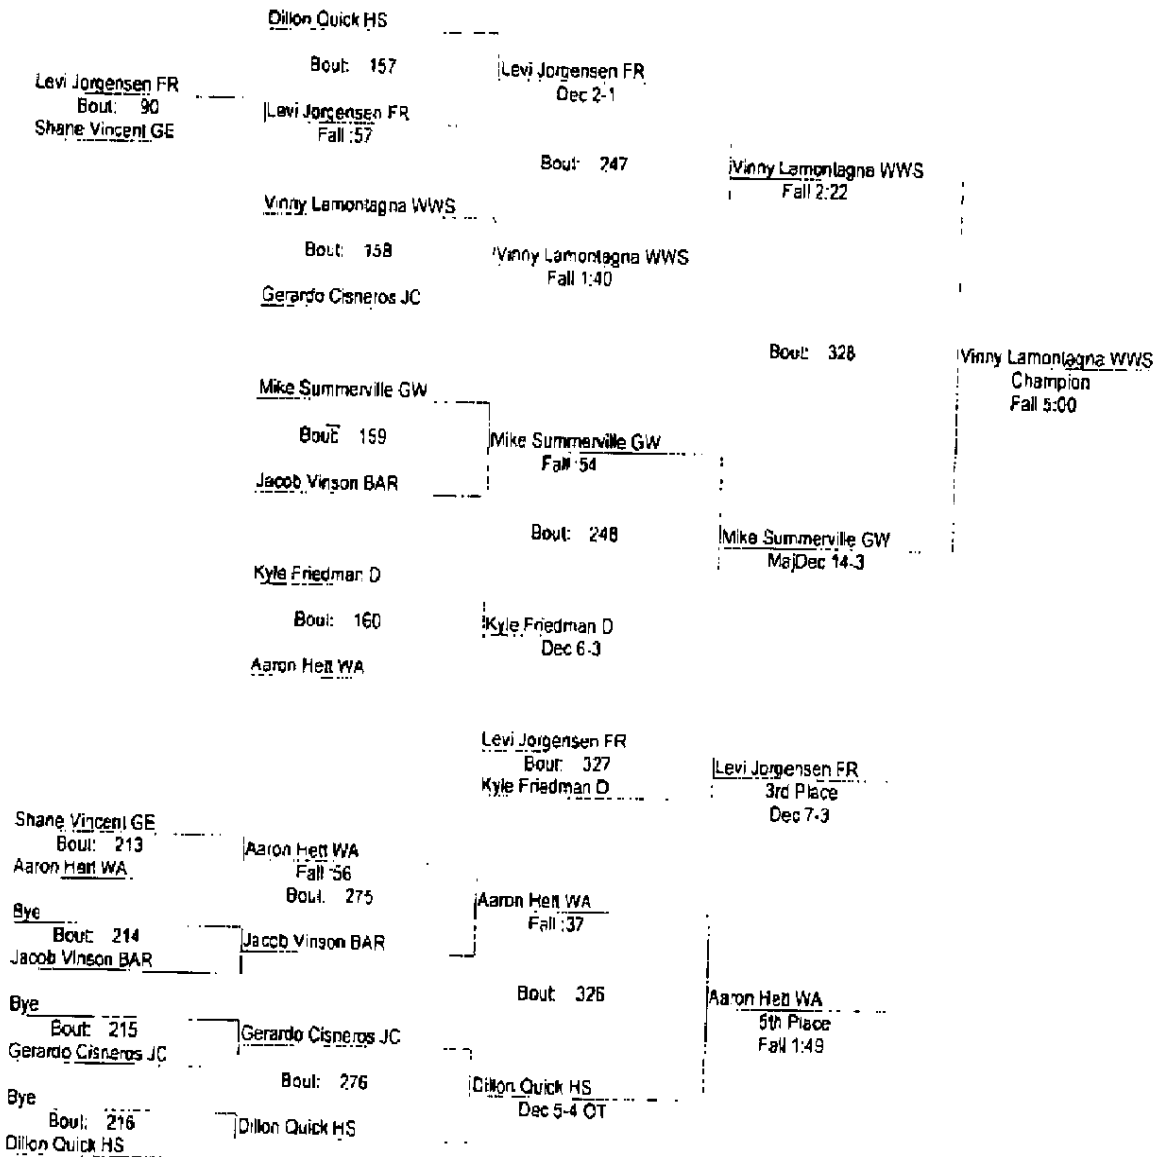 Dillon Quick HS
Bout: 157
Levi Jorgensen FR
Dec 2-1
Levi Jorgensen FR
Bout: 90
Shane Vincent GE
Levi Jorgensen FR
Fall :57
Bout: 247
Vinny Lamontagna WWS
Fall 2:22
Vinny Lamontagna WWS
Bout: 158
Vinny Lamontagna WWS
Fall 1:40
Gerardo Cisneros JC
Bout: 328
Vinny Lamontagna WWS
Champion
Fall 5:00
Mike Summerville GW
Bout: 159
Mike Summerville GW
Fall :54
Jacob Vinson BAR
Bout: 248
Mike Summerville GW
MajDec 14-3
Kyle Friedman D
Bout: 160
Kyle Friedman D
Dec 6-3
Aaron Hett WA
Levi Jorgensen FR
Bout: 327
Kyle Friedman D
Levi Jorgensen FR
3rd Place
Dec 7-3
Shane Vincent GE
Bout: 213
Aaron Hett WA
Aaron Hett WA
Fall :56
Bout: 275
Aaron Hett WA
Fall :37
Bye
Bout: 214
Jacob Vinson BAR
Jacob Vinson BAR
Bout: 326
Aaron Hett WA
5th Place
Fall 1:49
Bye
Bout: 215
Gerardo Cisneros JC
Gerardo Cisneros JC
Bout: 276
Dillon Quick HS
Dec 5-4 OT
Bye
Bout: 216
Dillon Quick HS
Dillon Quick HS